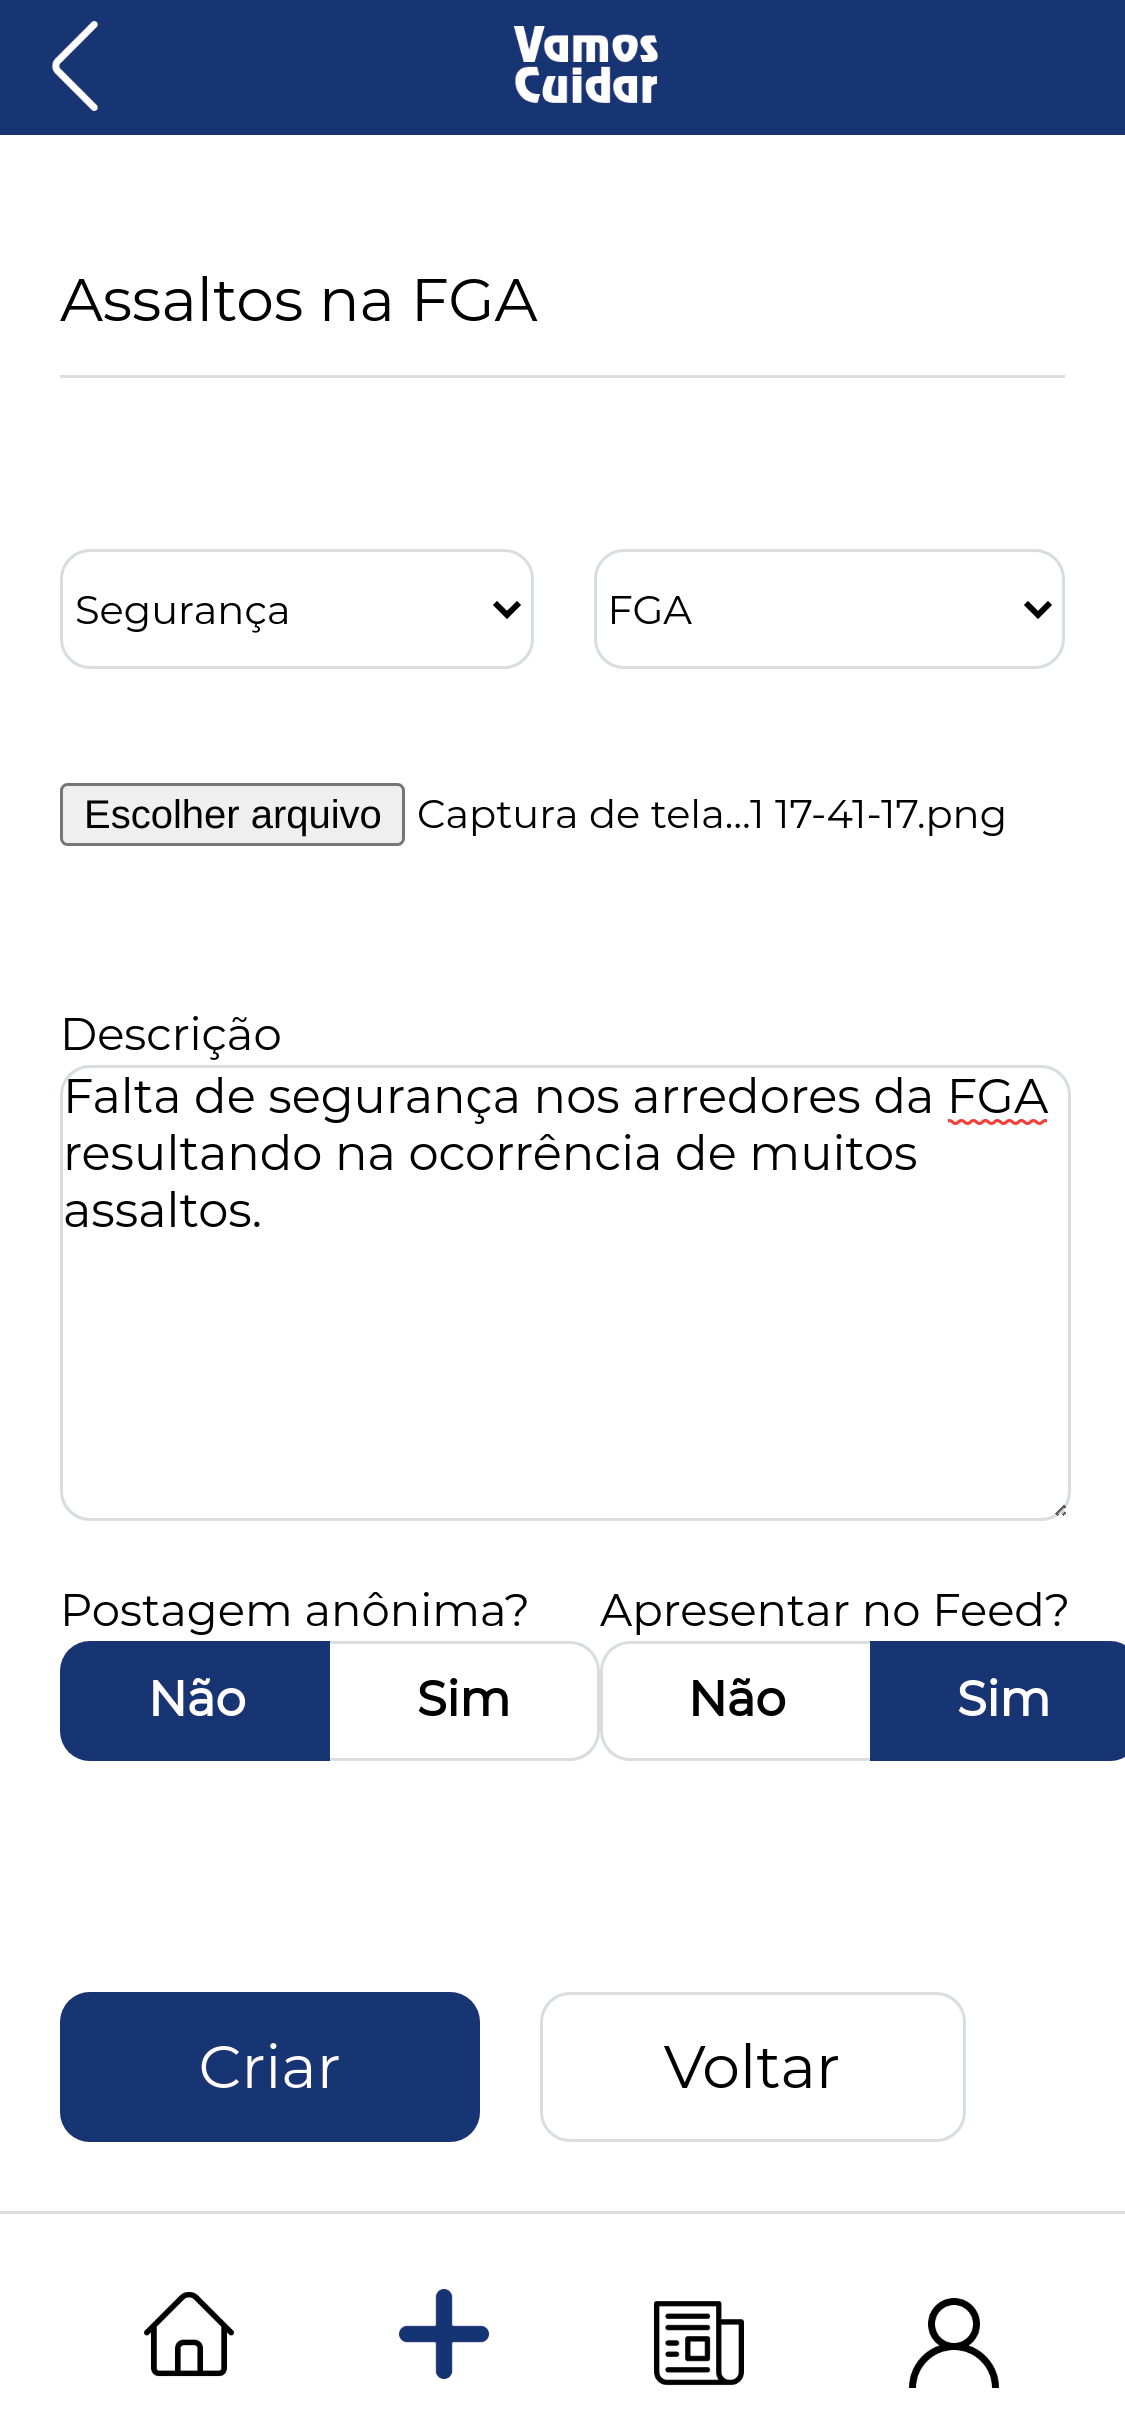 Vamos
Cuidar
Assaltos na FGA
Segurança
FGA
Escolher arquivo Captura de tela...1 17-41-17.png
Descrição
Falta de segurança nos arredores da FGA
resultando na ocorrência de muitos
assaltos.
Postagem anônima? Apresentar no Feed?
Não Sim Não Sim
Criar Voltar